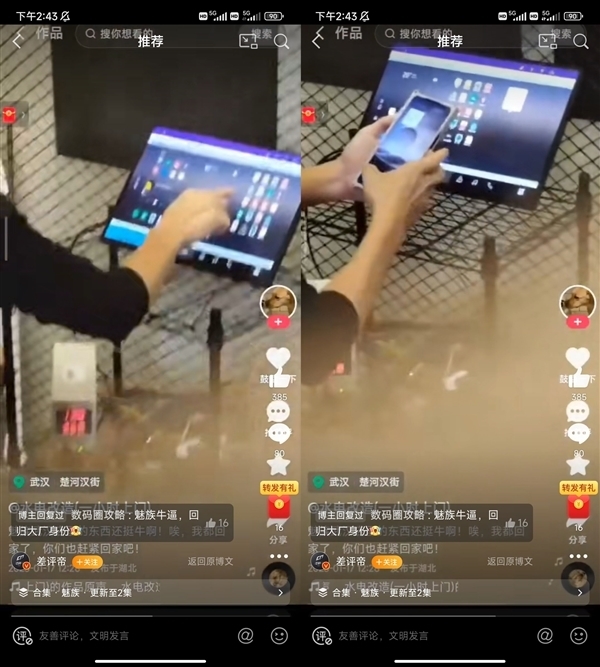 下午2:43
HD 5G HD 5G 90
作品
搜你想看的
搜索
推荐
385
80
武汉 楚河汉街
转发有礼
@水电改造(一小时上门)
博主回复过 数码圈攻略：魅族牛逼，回
归大厂身份
16
的东西还挺牛啊！唉，我都回
家了，你们也赶紧回家吧！
16
分享
差评帝
+关注
返回原博文
合集 魅族 更新至2集
评
友善评论，文明发言
@
下午2:43
HD 5G HD 5G 90
作品
搜你想看的
搜索
推荐
385
80
武汉 楚河汉街
转发有礼
@水电改造(一小时上门)
博主回复过 数码圈攻略：魅族牛逼，回
归大厂身份
16
的东西还挺牛啊！唉，我都回
家了，你们也赶紧回家吧！
16
分享
差评帝
+关注
返回原博文
合集 魅族 更新至2集
评
友善评论，文明发言
@